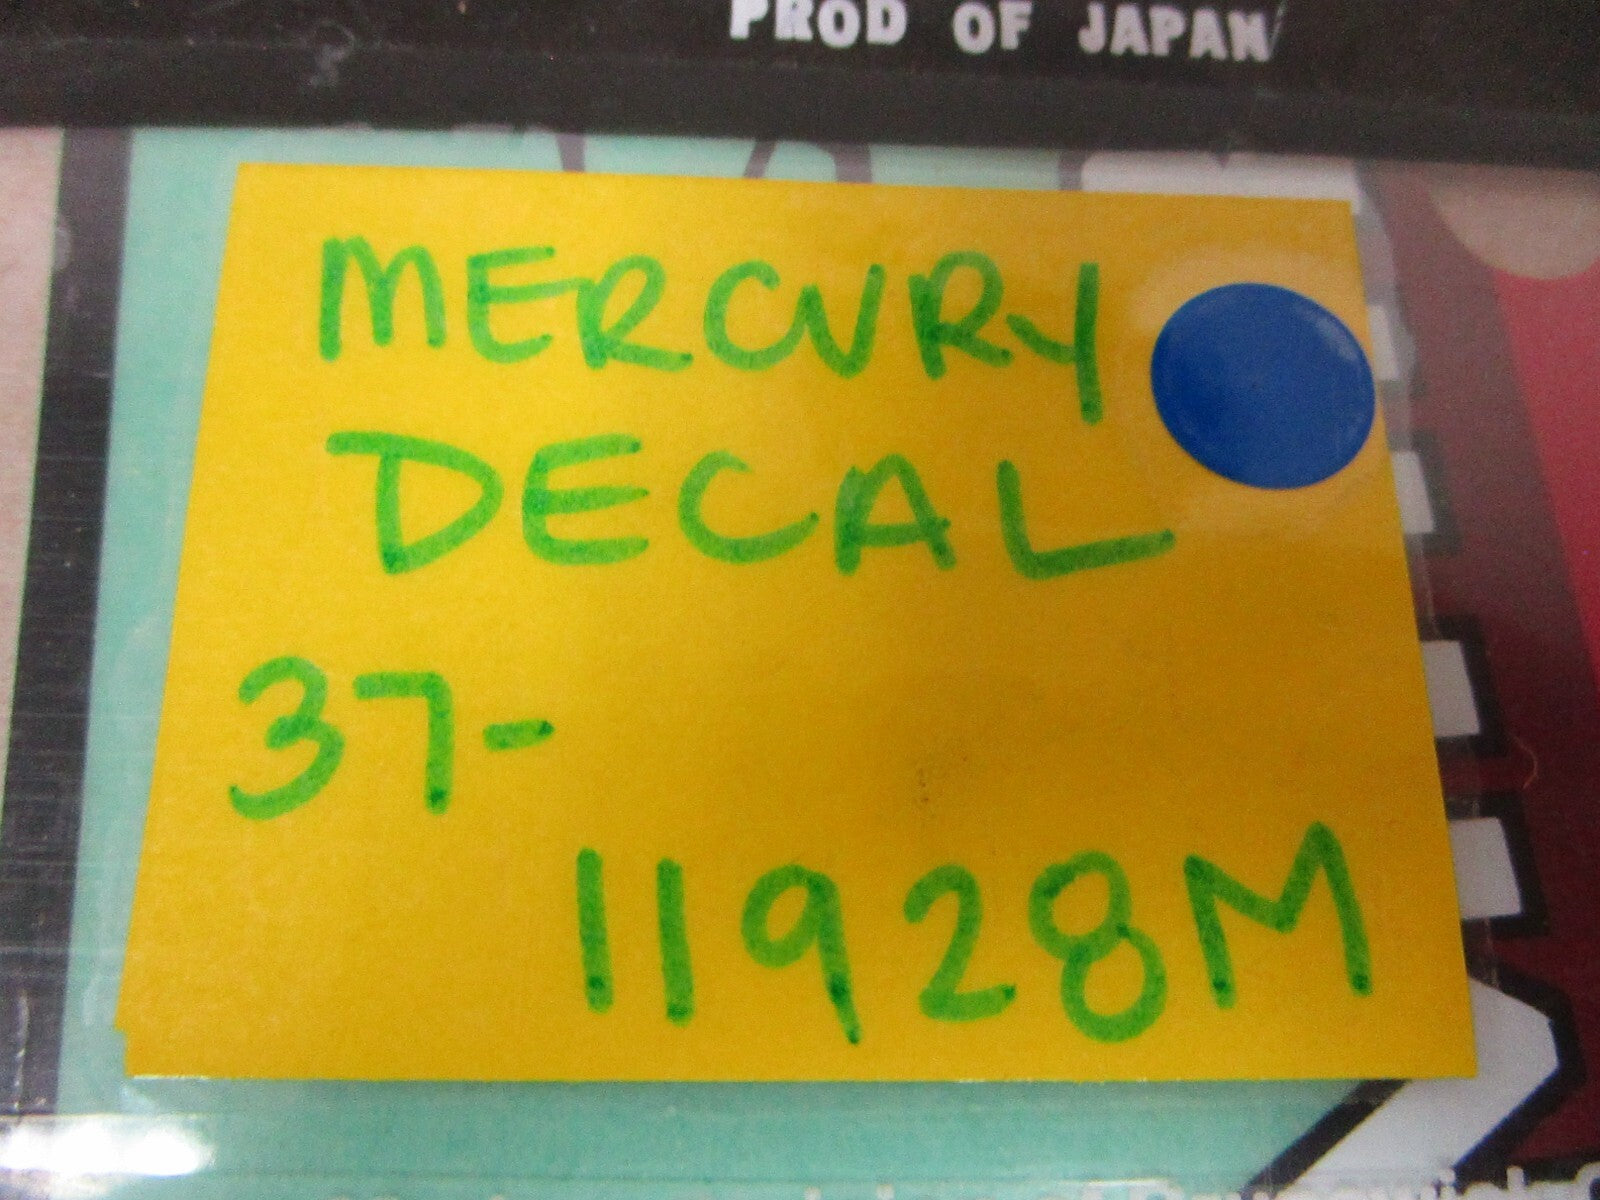 PROD OF JAPAN
MERCURY
DECAL
37-
11928M